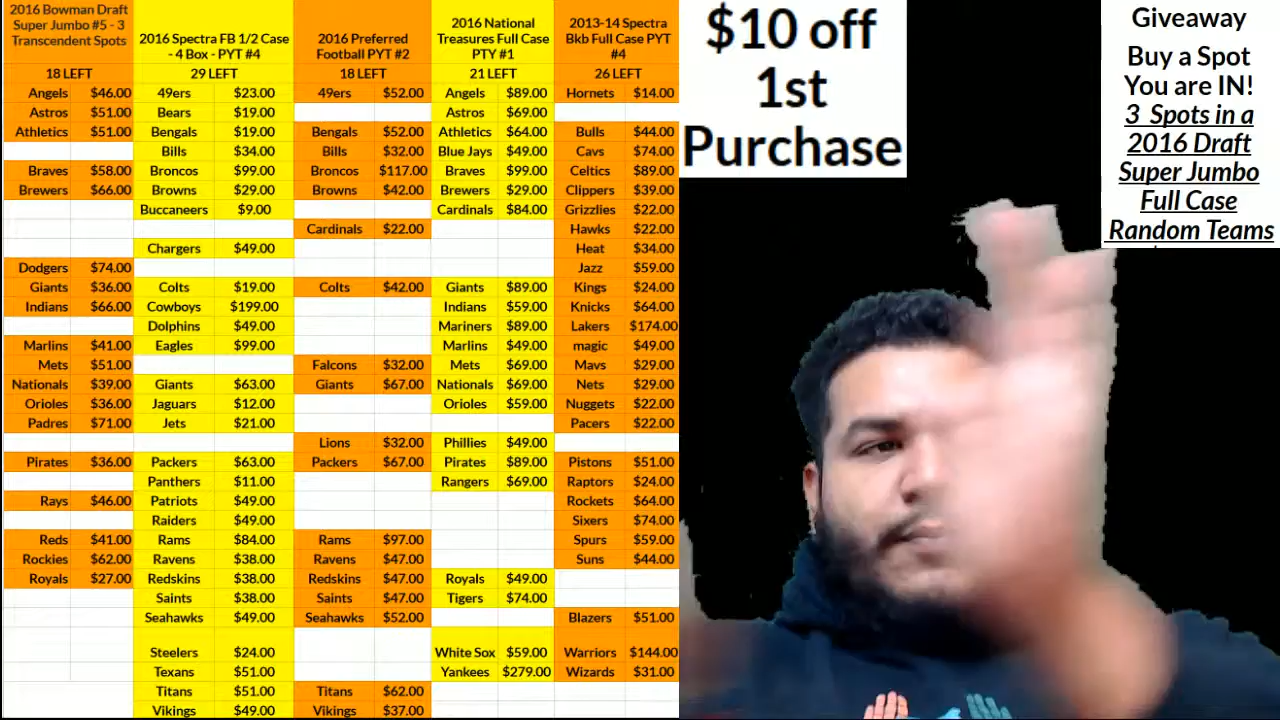 2016 Bowman Draft
Super Jumbo #5 - 3
Transcendent Spots
18 LEFT
Angels $46.00
Astros $51.00
Athletics $51.00
Braves $58.00
Brewers $66.00
Dodgers $74.00
Giants $36.00
Indians $66.00
Marlins $41.00
Mets $51.00
Nationals $39.00
Orioles $36.00
Padres $71.00
Pirates $36.00
Rays $46.00
Reds $41.00
Rockies $62.00
Royals $27.00
2016 Spectra FB 1/2 Case
- 4 Box - PYT #4
29 LEFT
49ers $23.00
Bears $19.00
Bengals $19.00
Bills $34.00
Broncos $99.00
Browns $29.00
Buccaneers $9.00
Chargers $49.00
Colts $19.00
Cowboys $199.00
Dolphins $49.00
Eagles $99.00
Giants $63.00
Jaguars $12.00
Jets $21.00
Packers $63.00
Panthers $11.00
Patriots $49.00
Raiders $49.00
Rams $84.00
Ravens $38.00
Redskins $38.00
Saints $38.00
Seahawks $49.00
Steelers $24.00
Texans $51.00
Titans $51.00
Vikings $49.00
2016 Preferred
Football PYT #2
18 LEFT
49ers $52.00
Bengals $52.00
Bills $32.00
Broncos $117.00
Browns $42.00
Cardinals $22.00
Colts $42.00
Falcons $32.00
Giants $67.00
Lions $32.00
Packers $67.00
Rams $97.00
Ravens $47.00
Redskins $47.00
Saints $47.00
Seahawks $52.00
Titans $62.00
Vikings $37.00
2016 National
Treasures Full Case
PTY #1
21 LEFT
Angels $89.00
Astros $69.00
Athletics $64.00
Blue Jays $49.00
Braves $99.00
Brewers $29.00
Cardinals $84.00
Giants $89.00
Indians $59.00
Mariners $89.00
Marlins $49.00
Mets $69.00
Nationals $69.00
Orioles $59.00
Phillies $49.00
Pirates $89.00
Rangers $69.00
Royals $49.00
Tigers $74.00
White Sox $59.00
Yankees $279.00
2013-14 Spectra
Bkb Full Case PYT
#4
26 LEFT
Hornets $14.00
Bulls $44.00
Cavs $74.00
Celtics $89.00
Clippers $39.00
Grizzlies $22.00
Hawks $22.00
Heat $34.00
Jazz $59.00
Kings $24.00
Knicks $64.00
Lakers $174.00
magic $49.00
Mavs $29.00
Nets $29.00
Nuggets $22.00
Pacers $22.00
Pistons $51.00
Raptors $24.00
Rockets $64.00
Sixers $74.00
Spurs $59.00
Suns $44.00
Blazers $51.00
Warriors $144.00
Wizards $31.00
$10 off
1st
Purchase
Giveaway
Buy a Spot
You are IN!
3 Spots in a
2016 Draft
Super Jumbo
Full Case
Random Teams